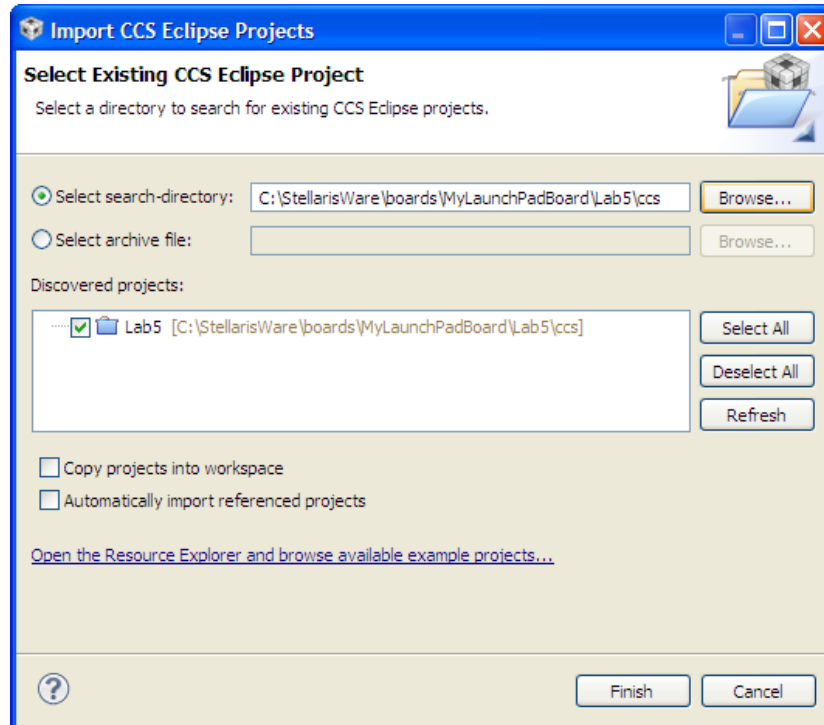 Import CCS Eclipse Projects
Select Existing CCS Eclipse Project
Select a directory to search for existing CCS Eclipse projects.
Select search-directory: C:\StellarisWare\boards\MyLaunchPadBoard\Lab5\ccs Browse...
Select archive file: Browse...
Discovered projects:
Lab5 [C:\StellarisWare\boards\MyLaunchPadBoard\Lab5\ccs] Select All
Deselect All
Refresh
Copy projects into workspace
Automatically import referenced projects
Open the Resource Explorer and browse available example projects...
? Finish Cancel